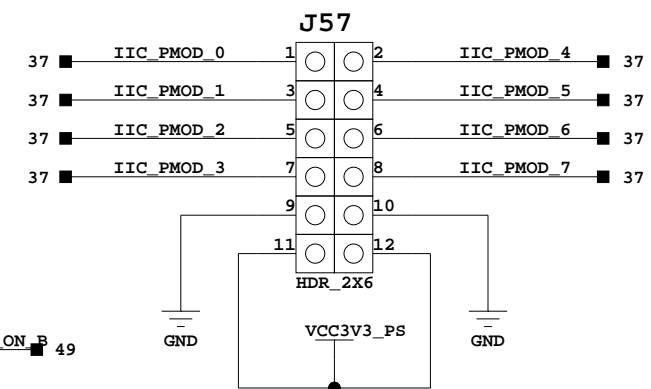 J57
37 IIC_PMOD_0 1 2 IIC_PMOD_4 37
37 IIC_PMOD_1 3 4 IIC_PMOD_5 37
37 IIC_PMOD_2 5 6 IIC_PMOD_6 37
37 IIC_PMOD_3 7 8 IIC_PMOD_7 37
9 10
11 12
HDR_2X6
VCC3V3_PS
ON_B 49 GND GND